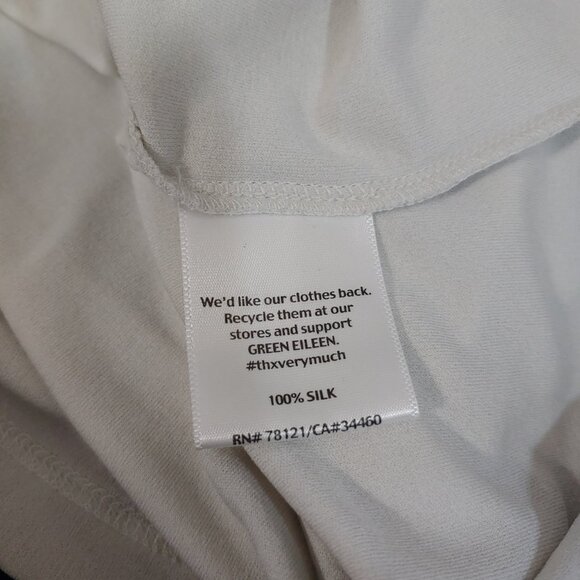 We'd like our clothes back.
Recycle them at our
stores and support
GREEN EILEEN.
#thxverymuch
100% SILK
RN# 78121/CA#34460